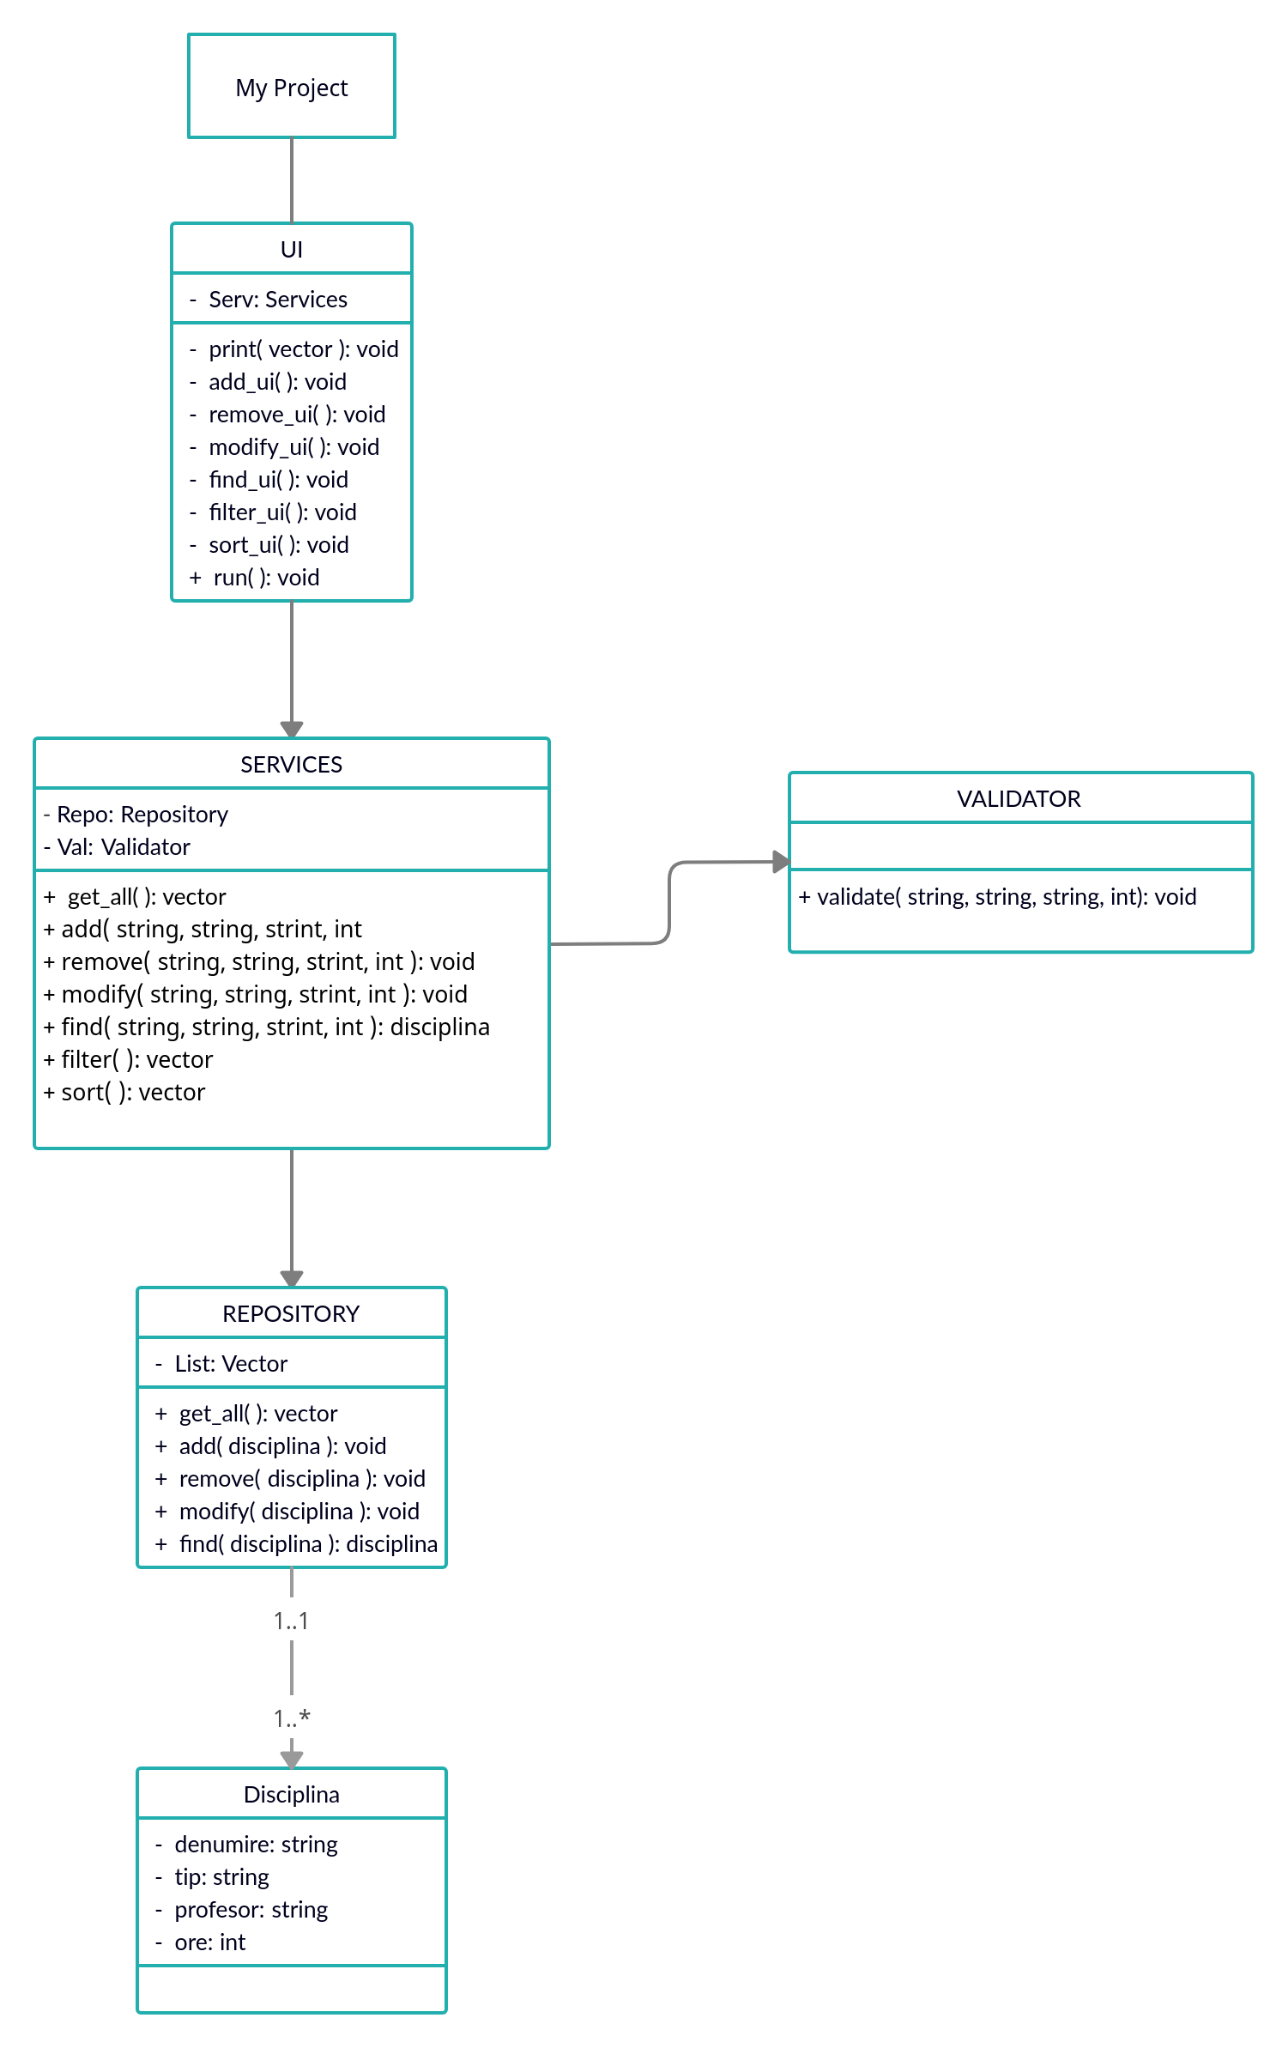 My Project
UI
- Serv: Services
- print( vector ): void
- add_ui( ): void
- remove_ui( ): void
- modify_ui( ): void
- find_ui( ): void
- filter_ui( ): void
- sort_ui( ): void
+ run( ): void
SERVICES
- Repo: Repository
- Val: Validator
+ get_all( ): vector
+ add( string, string, strint, int
+ remove( string, string, strint, int ): void
+ modify( string, string, strint, int ): void
+ find( string, string, strint, int ): disciplina
+ filter( ): vector
+ sort( ): vector
VALIDATOR
+ validate( string, string, string, int): void
REPOSITORY
- List: Vector
+ get_all( ): vector
+ add( disciplina ): void
+ remove( disciplina ): void
+ modify( disciplina ): void
+ find( disciplina ): disciplina
1..1
1..*
Disciplina
- denumire: string
- tip: string
- profesor: string
- ore: int